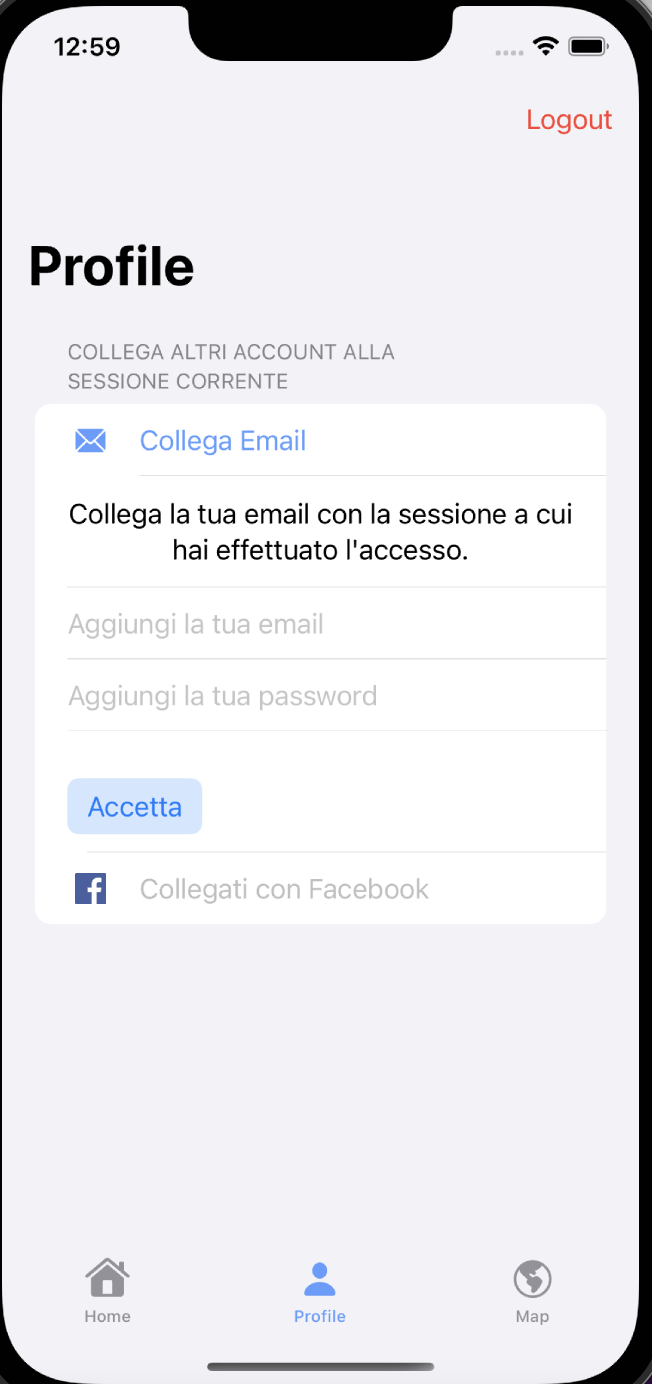 12:59
Logout
Profile
COLLEGA ALTRI ACCOUNT ALLA
SESSIONE CORRENTE
Collega Email
Collega la tua email con la sessione a cui
hai effettuato l'accesso.
Aggiungi la tua email
Aggiungi la tua password
Accetta
Collegati con Facebook
Home
Profile
Map